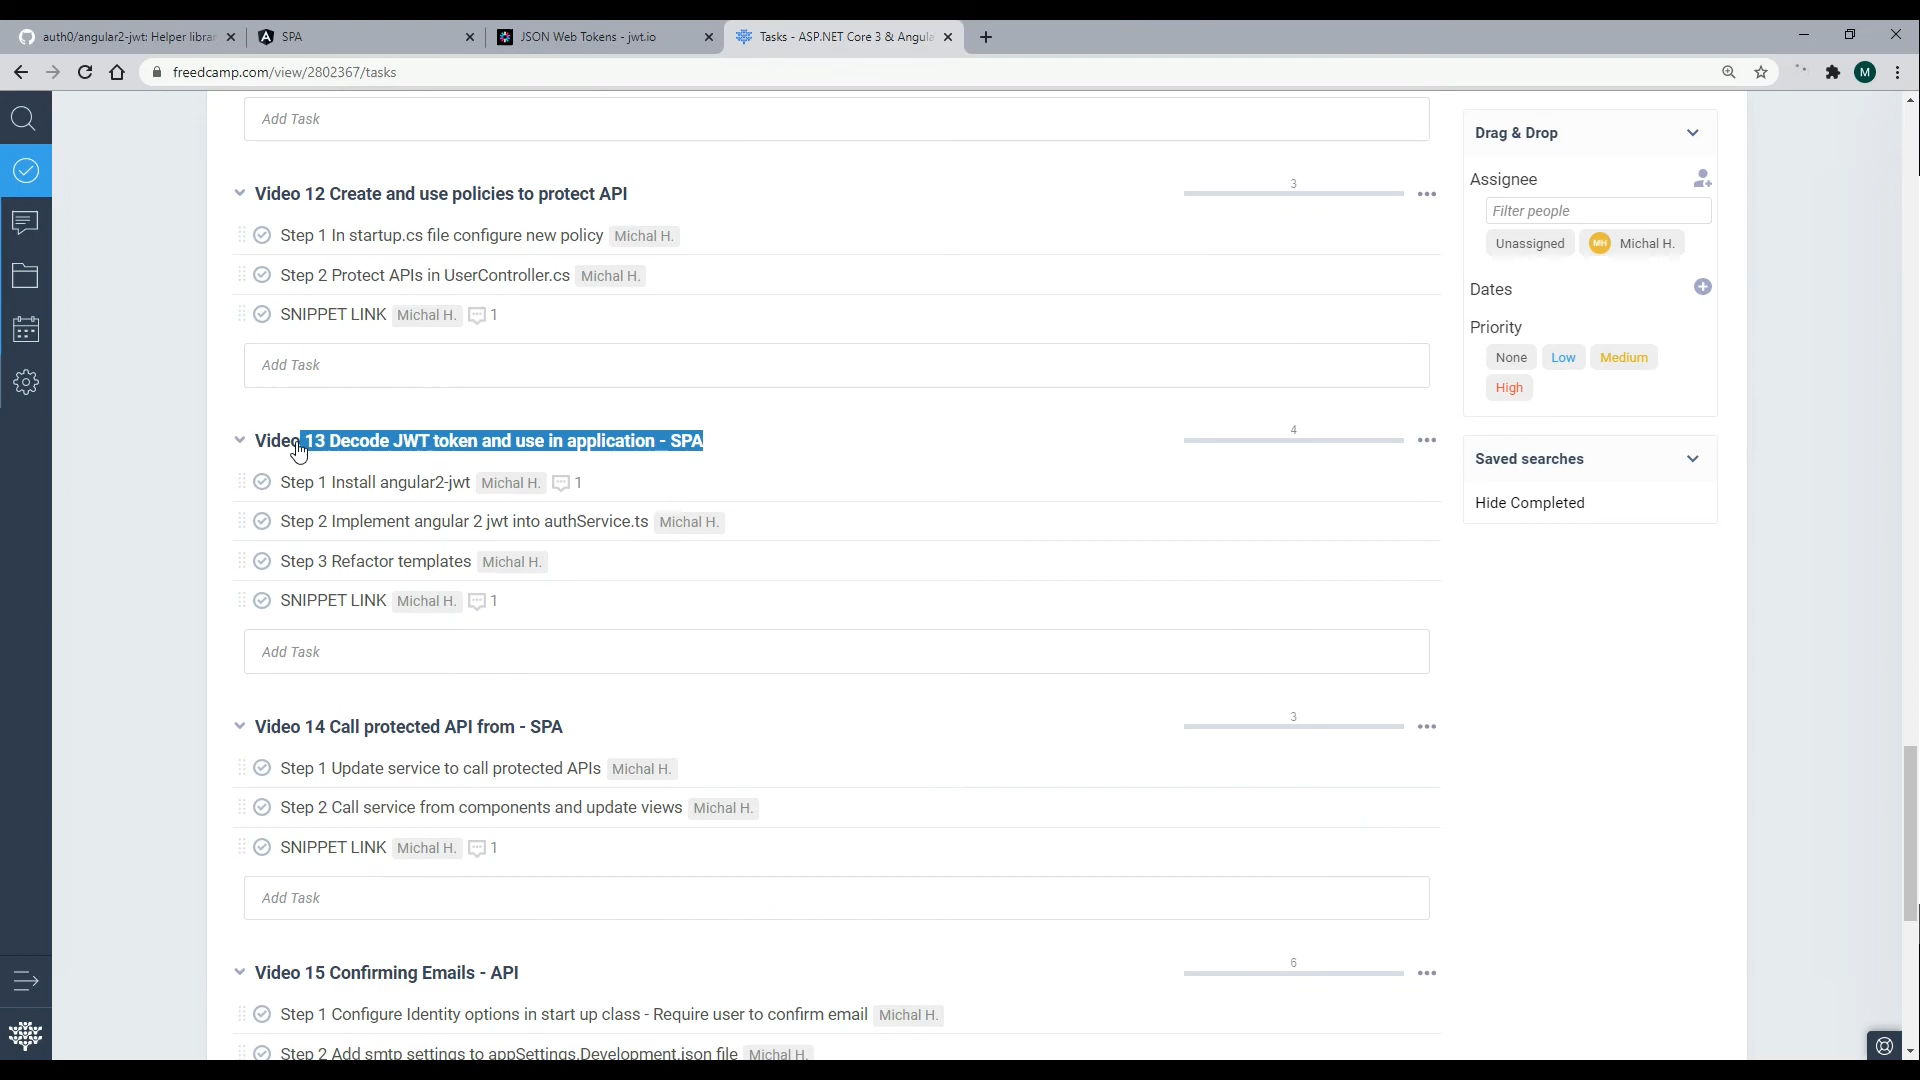 auth0/angular2-jwt: Helper librar
SPA
JSON Web Tokens - jwt.io
Tasks - ASP.NET Core 3 & Angula
freedcamp.com/view/2802367/tasks
M
Add Task
Video 12 Create and use policies to protect API
3
Step 1 In startup.cs file configure new policy Michal H.
Step 2 Protect APIs in UserController.cs Michal H.
SNIPPET LINK Michal H. 1
Add Task
Video 13 Decode JWT token and use in application - SPA
4
Step 1 Install angular2-jwt Michal H. 1
Step 2 Implement angular 2 jwt into authService.ts Michal H.
Step 3 Refactor templates Michal H.
SNIPPET LINK Michal H. 1
Add Task
Video 14 Call protected API from - SPA
3
Step 1 Update service to call protected APIs Michal H.
Step 2 Call service from components and update views Michal H.
SNIPPET LINK Michal H. 1
Add Task
Video 15 Confirming Emails - API
6
Step 1 Configure Identity options in start up class - Require user to confirm email Michal H.
Step 2 Add smtp settings to appSettings.Development.json file Michal H.
Drag & Drop
Assignee
Filter people
Unassigned MH Michal H.
Dates
Priority
None Low Medium
High
Saved searches
Hide Completed